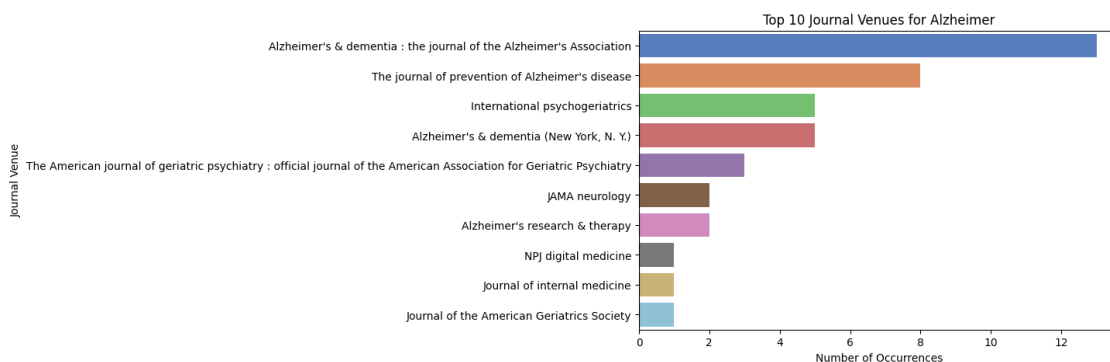 Top 10 Journal Venues for Alzheimer
Journal Venue
Alzheimer's & dementia : the journal of the Alzheimer's Association
The journal of prevention of Alzheimer's disease
International psychogeriatrics
Alzheimer's & dementia (New York, N. Y.)
The American journal of geriatric psychiatry : official journal of the American Association for Geriatric Psychiatry
JAMA neurology
Alzheimer's research & therapy
NPJ digital medicine
Journal of internal medicine
Journal of the American Geriatrics Society
0 2 4 6 8 10 12
Number of Occurrences